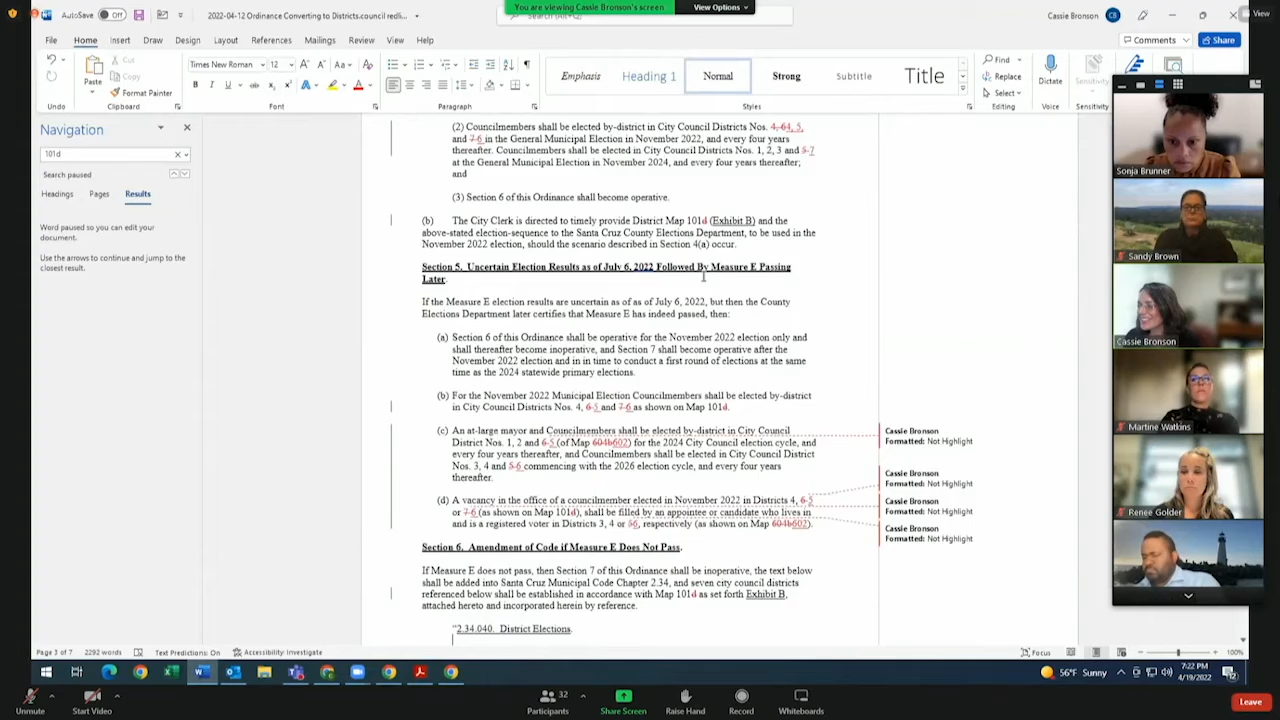 You are viewing Cassie Bronson's screen
View Options
View
AutoSave
Off
2022-04-12 Ordinance Converting to Districts.council redli...
Search (Alt+Q)
Cassie Bronson
CB
File
Home
Insert
Draw
Design
Layout
References
Mailings
Review
View
Help
Comments
Share
Paste
Cut
Copy
Format Painter
Times New Roman
12
Emphasis
Heading 1
Normal
Strong
Subtitle
Title
Find
Replace
Select
Dictate
Sensitivity
Undo
Clipboard
Font
Paragraph
Styles
Editing
Voice
Sensitivity
Navigation
101d
Search paused
Headings
Pages
Results
Word paused so you can edit your
document.
Use the arrows to continue and jump to the
closest result.
(2) Councilmembers shall be elected by-district in City Council Districts Nos. 4, 64, 5,
and 7 6 in the General Municipal Election in November 2022, and every four years
thereafter. Councilmembers shall be elected in City Council Districts Nos. 1, 2, 3 and 5 7
at the General Municipal Election in November 2024, and every four years thereafter;
and
(3) Section 6 of this Ordinance shall become operative.
(b) The City Clerk is directed to timely provide District Map 101d (Exhibit B) and the
above-stated election-sequence to the Santa Cruz County Elections Department, to be used in the
November 2022 election, should the scenario described in Section 4(a) occur.
Section 5. Uncertain Election Results as of July 6, 2022 Followed By Measure E Passing
Later.
If the Measure E election results are uncertain as of as of July 6, 2022, but then the County
Elections Department later certifies that Measure E has indeed passed, then:
(a) Section 6 of this Ordinance shall be operative for the November 2022 election only and
shall thereafter become inoperative, and Section 7 shall become operative after the
November 2022 election and in time to conduct a first round of elections at the same
time as the 2024 statewide primary elections.
(b) For the November 2022 Municipal Election Councilmembers shall be elected by-district
in City Council Districts Nos. 4, 6 5 and 7 6 as shown on Map 101d.
(c) An at-large mayor and Councilmembers shall be elected by-district in City Council
District Nos. 1, 2 and 6 5 (of Map 604b602) for the 2024 City Council election cycle, and
every four years thereafter, and Councilmembers shall be elected in City Council District
Nos. 3, 4 and 5 6 commencing with the 2026 election cycle, and every four years
thereafter.
(d) A vacancy in the office of a councilmember elected in November 2022 in Districts 4, 6 5
or 7 6 (as shown on Map 101d), shall be filled by an appointee or candidate who lives in
and is a registered voter in Districts 3, 4 or 56, respectively (as shown on Map 604b602).
Section 6. Amendment of Code if Measure E Does Not Pass.
If Measure E does not pass, then Section 7 of this Ordinance shall be inoperative, the text below
shall be added into Santa Cruz Municipal Code Chapter 2.34, and seven city council districts
referenced below shall be established in accordance with Map 101d as set forth Exhibit B,
attached hereto and incorporated herein by reference.
"2.34.040. District Elections.
Cassie Bronson
Formatted: Not Highlight
Cassie Bronson
Formatted: Not Highlight
Cassie Bronson
Formatted: Not Highlight
Cassie Bronson
Formatted: Not Highlight
Sonja Brunner
Sandy Brown
Cassie Bronson
Martine Watkins
Renee Golder
Page 3 of 7
2292 words
Text Predictions: On
Accessibility: Investigate
Focus
100%
56°F Sunny
7:22 PM
4/19/2022
Unmute
Start Video
32
Participants
Share Screen
Raise Hand
Record
Whiteboards
Leave